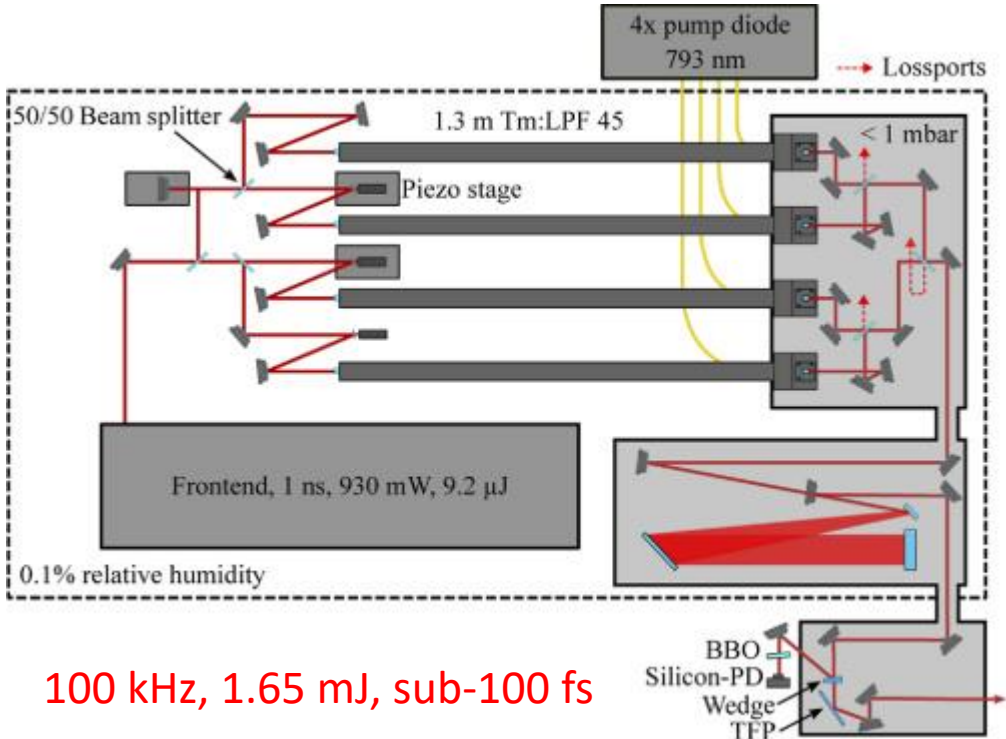 4x pump diode
793 nm
Lossports
50/50 Beam splitter
1.3 m Tm:LPF 45
< 1 mbar
Piezo stage
Frontend, 1 ns, 930 mW, 9.2 µJ
0.1% relative humidity
BBO
Silicon-PD
Wedge
TFP
100 kHz, 1.65 mJ, sub-100 fs